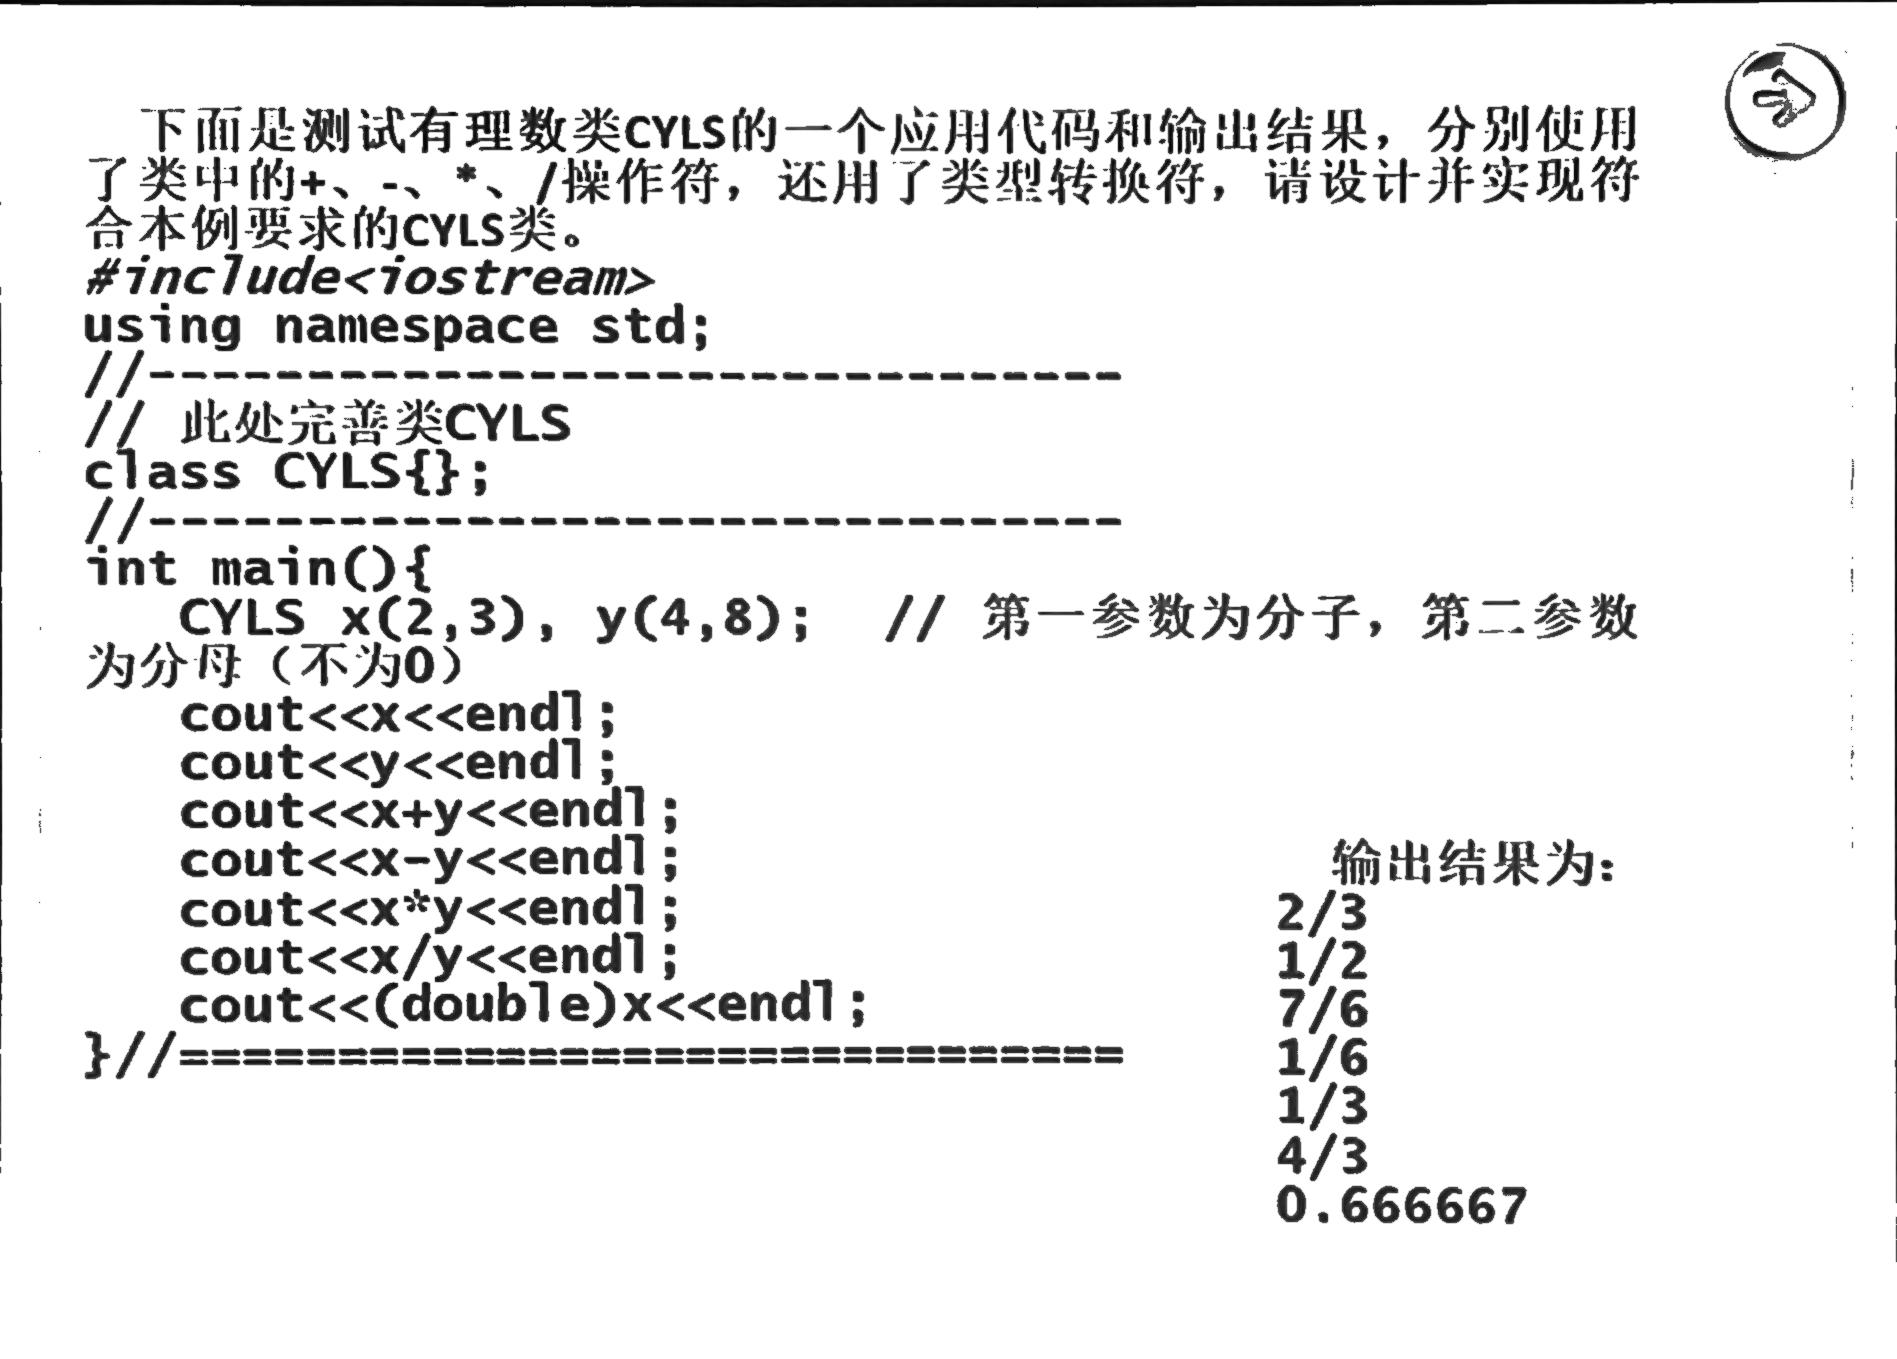 下面是测试有理数类CYLS的一个应用代码和输出结果，分别使用
了类中的+、-、*、/操作符，还用了类型转换符，请设计并实现符
合本例要求的CYLS类。
#include<iostream>
using namespace std;
//-------------------------------
// 此处完善类CYLS
class CYLS{};
//-------------------------------
int main(){
   CYLS x(2,3), y(4,8);  // 第一参数为分子，第二参数
为分母（不为0）
   cout<<x<<endl;
   cout<<y<<endl;
   cout<<x+y<<endl;
   cout<<x-y<<endl;
   cout<<x*y<<endl;
   cout<<x/y<<endl;
   cout<<(double)x<<endl;
}//==============================
输出结果为：
2/3
1/2
7/6
1/6
1/3
4/3
0.666667